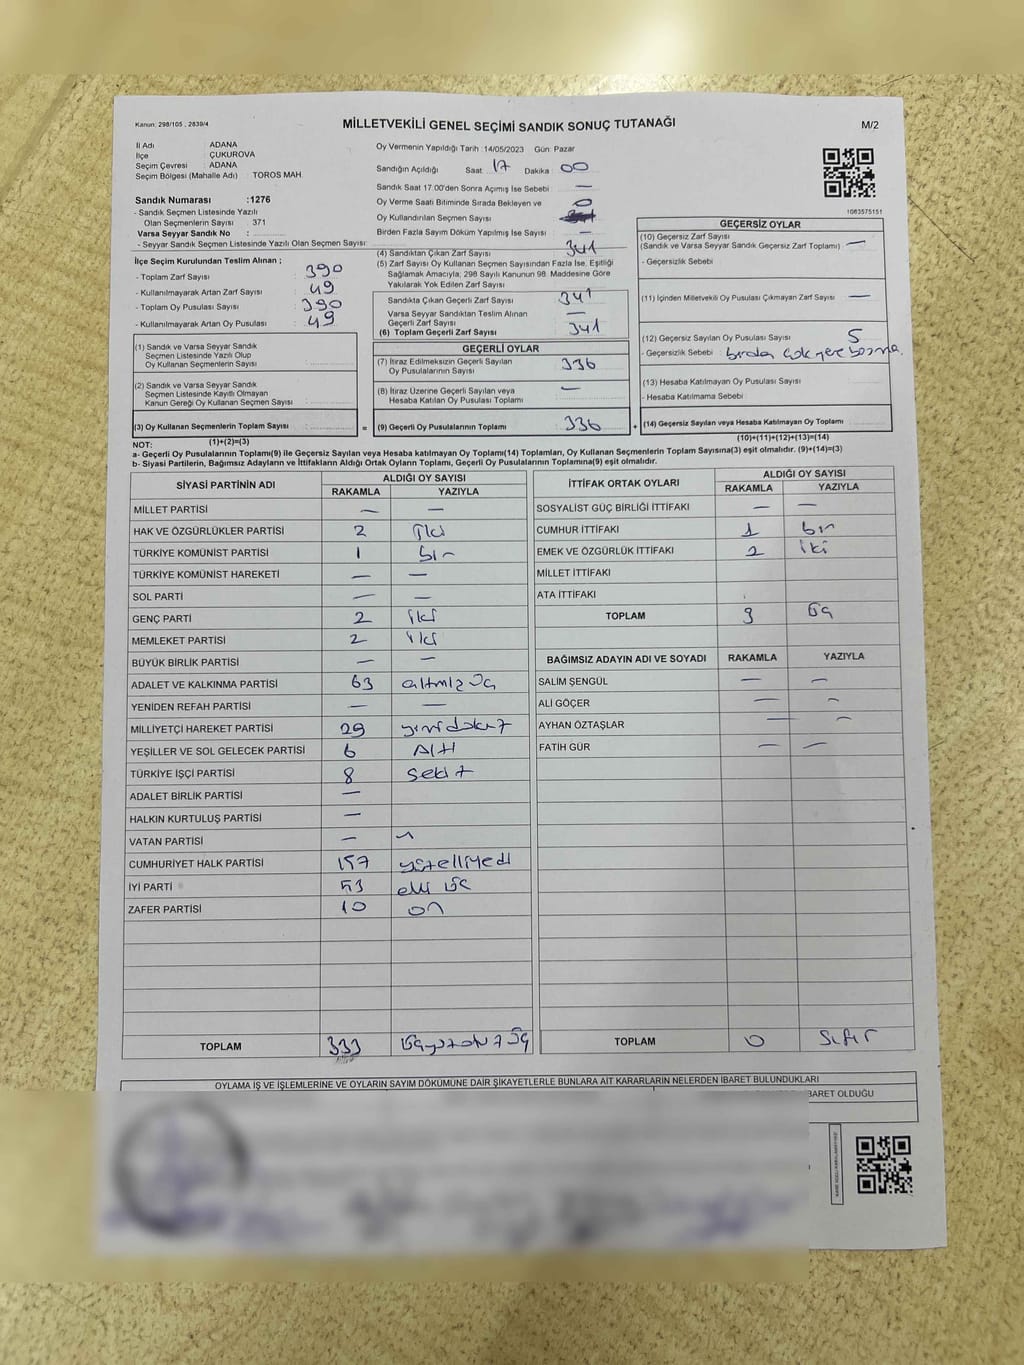 Kanun: 298/105 , 2839/4
MİLLETVEKİLİ GENEL SEÇİMİ SANDIK SONUÇ TUTANAĞI
M/2
İl Adı ADANA
İlçe : ÇUKUROVA
Seçim Çevresi : ADANA
Seçim Bölgesi (Mahalle Adı) : TOROS MAH.
Sandık Numarası :1276
- Sandık Seçmen Listesinde Yazılı
Olan Seçmenlerin Sayısı : 371
Varsa Seyyar Sandık No :
- Seyyar Sandık Seçmen Listesinde Yazılı Olan Seçmen Sayısı:
İlçe Seçim Kurulundan Teslim Alınan ;
- Toplam Zarf Sayısı : 390
- Kullanılmayarak Artan Zarf Sayısı : 49
- Toplam Oy Pusulası Sayısı : 390
- Kullanılmayarak Artan Oy Pusulası : 49
(1) Sandık ve Varsa Seyyar Sandık
Seçmen Listesinde Yazılı Olup
Oy Kullanan Seçmenlerin Sayısı :
(2) Sandık ve Varsa Seyyar Sandık
Seçmen Listesinde Kayıtlı Olmayan
Kanun Gereği Oy Kullanan Seçmen Sayısı :
(3) Oy Kullanan Seçmenlerin Toplam Sayısı :
Oy Vermenin Yapıldığı Tarih :14/05/2023 Gün: Pazar
Sandığın Açıldığı Saat : 17 Dakika : 00
Sandık Saat 17.00'den Sonra Açımış İse Sebebi : —
Oy Verme Saati Bitiminde Sırada Bekleyen ve
Oy Kullandırılan Seçmen Sayısı : 0
Birden Fazla Sayım Döküm Yapılmış İse Sayısı : —
(4) Sandıktan Çıkan Zarf Sayısı : 341
(5) Zarf Sayısı Oy Kullanan Seçmen Sayısından Fazla İse, Eşitliği
Sağlamak Amacıyla; 298 Sayılı Kanunun 98. Maddesine Göre
Yakılarak Yok Edilen Zarf Sayısı :
Sandıkta Çıkan Geçerli Zarf Sayısı : 341
Varsa Seyyar Sandıktan Teslim Alınan
Geçerli Zarf Sayısı : —
(6) Toplam Geçerli Zarf Sayısı : 341
GEÇERLİ OYLAR
(7) İtiraz Edilmeksizin Geçerli Sayılan
Oy Pusulalarının Sayısı : 336
(8) İtiraz Üzerine Geçerli Sayılan veya
Hesaba Katılan Oy Pusulası Toplamı : —
= (9) Geçerli Oy Pusulalarının Toplamı : 336
1083575151
GEÇERSİZ OYLAR
(10) Geçersiz Zarf Sayısı
(Sandık ve Varsa Seyyar Sandık Geçersiz Zarf Toplamı) : —
- Geçersizlik Sebebi :
(11) İçinden Milletvekili Oy Pusulası Çıkmayan Zarf Sayısı : —
(12) Geçersiz Sayılan Oy Pusulası Sayısı : 5
- Geçersizlik Sebebi : birden çok yere basma.
(13) Hesaba Katılmayan Oy Pusulası Sayısı :
- Hesaba Katılmama Sebebi :
+ (14) Geçersiz Sayılan veya Hesaba Katılmayan Oy Toplamı :
NOT: (1)+(2)=(3)
(10)+(11)+(12)+(13)=(14)
a- Geçerli Oy Pusulalarının Toplamı(9) ile Geçersiz Sayılan veya Hesaba katılmayan Oy Toplamı(14) Toplamları, Oy Kullanan Seçmenlerin Toplam Sayısına(3) eşit olmalıdır. (9)+(14)=(3)
b- Siyasi Partilerin, Bağımsız Adayların ve İttifakların Aldığı Ortak Oyların Toplamı, Geçerli Oy Pusulalarının Toplamına(9) eşit olmalıdır.
SİYASİ PARTİNİN ADI ALDIĞI OY SAYISI
RAKAMLA YAZIYLA
MİLLET PARTİSİ — —
HAK VE ÖZGÜRLÜKLER PARTİSİ 2 İki
TÜRKİYE KOMÜNİST PARTİSİ 1 bir
TÜRKİYE KOMÜNİST HAREKETİ — —
SOL PARTİ — —
GENÇ PARTİ 2 iki
MEMLEKET PARTİSİ 2 iki
BÜYÜK BİRLİK PARTİSİ — —
ADALET VE KALKINMA PARTİSİ 63 altmış üç
YENİDEN REFAH PARTİSİ — —
MİLLİYETÇİ HAREKET PARTİSİ 29 yirmidokuz
YEŞİLLER VE SOL GELECEK PARTİSİ 6 Altı
TÜRKİYE İŞÇİ PARTİSİ 8 sekiz
ADALET BİRLİK PARTİSİ —
HALKIN KURTULUŞ PARTİSİ —
VATAN PARTİSİ — —
CUMHURİYET HALK PARTİSİ 157 yüzelliyedi
İYİ PARTİ 53 elli üç
ZAFER PARTİSİ 10 on
TOPLAM 333 üçyüzotuz üç
İTTİFAK ORTAK OYLARI ALDIĞI OY SAYISI
RAKAMLA YAZIYLA
SOSYALİST GÜÇ BİRLİĞİ İTTİFAKI — —
CUMHUR İTTİFAKI 1 bir
EMEK VE ÖZGÜRLÜK İTTİFAKI 2 iki
MİLLET İTTİFAKI
ATA İTTİFAKI
TOPLAM 3 üç
BAĞIMSIZ ADAYIN ADI VE SOYADI RAKAMLA YAZIYLA
SALİM ŞENGÜL — —
ALİ GÖÇER — —
AYHAN ÖZTAŞLAR — —
FATİH GÜR — —
TOPLAM 0 Sıfır
OYLAMA İŞ VE İŞLEMLERİNE VE OYLARIN SAYIM DÖKÜMÜNE DAİR ŞİKAYETLERLE BUNLARA AİT KARARLARIN NELERDEN İBARET BULUNDUKLARI
BARET OLDUĞU